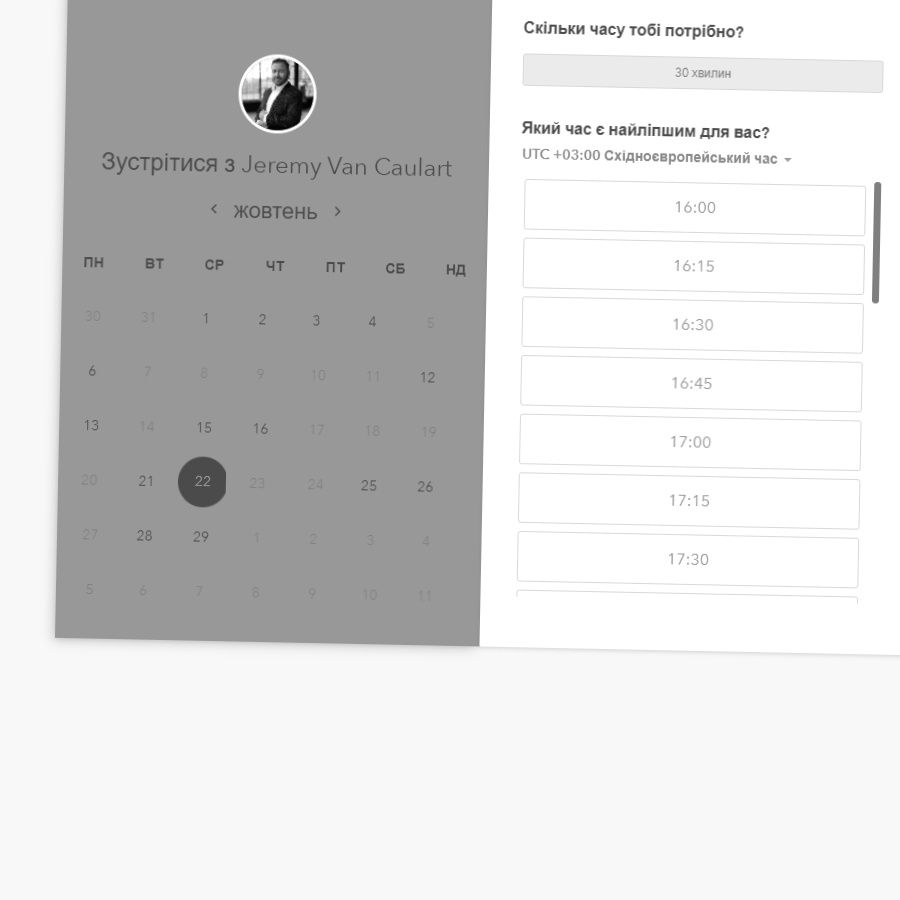 Зустрітися з Jeremy Van Caulart
жовтень
ПН ВТ СР ЧТ ПТ СБ НД
30 31 1 2 3 4 5
6 7 8 9 10 11 12
13 14 15 16 17 18 19
20 21 22 23 24 25 26
27 28 29 1 2 3 4
5 6 7 8 9 10 11
Скільки часу тобі потрібно?
30 хвилин
Який час є найліпшим для вас?
UTC +03:00 Східноєвропейський час
16:00
16:15
16:30
16:45
17:00
17:15
17:30